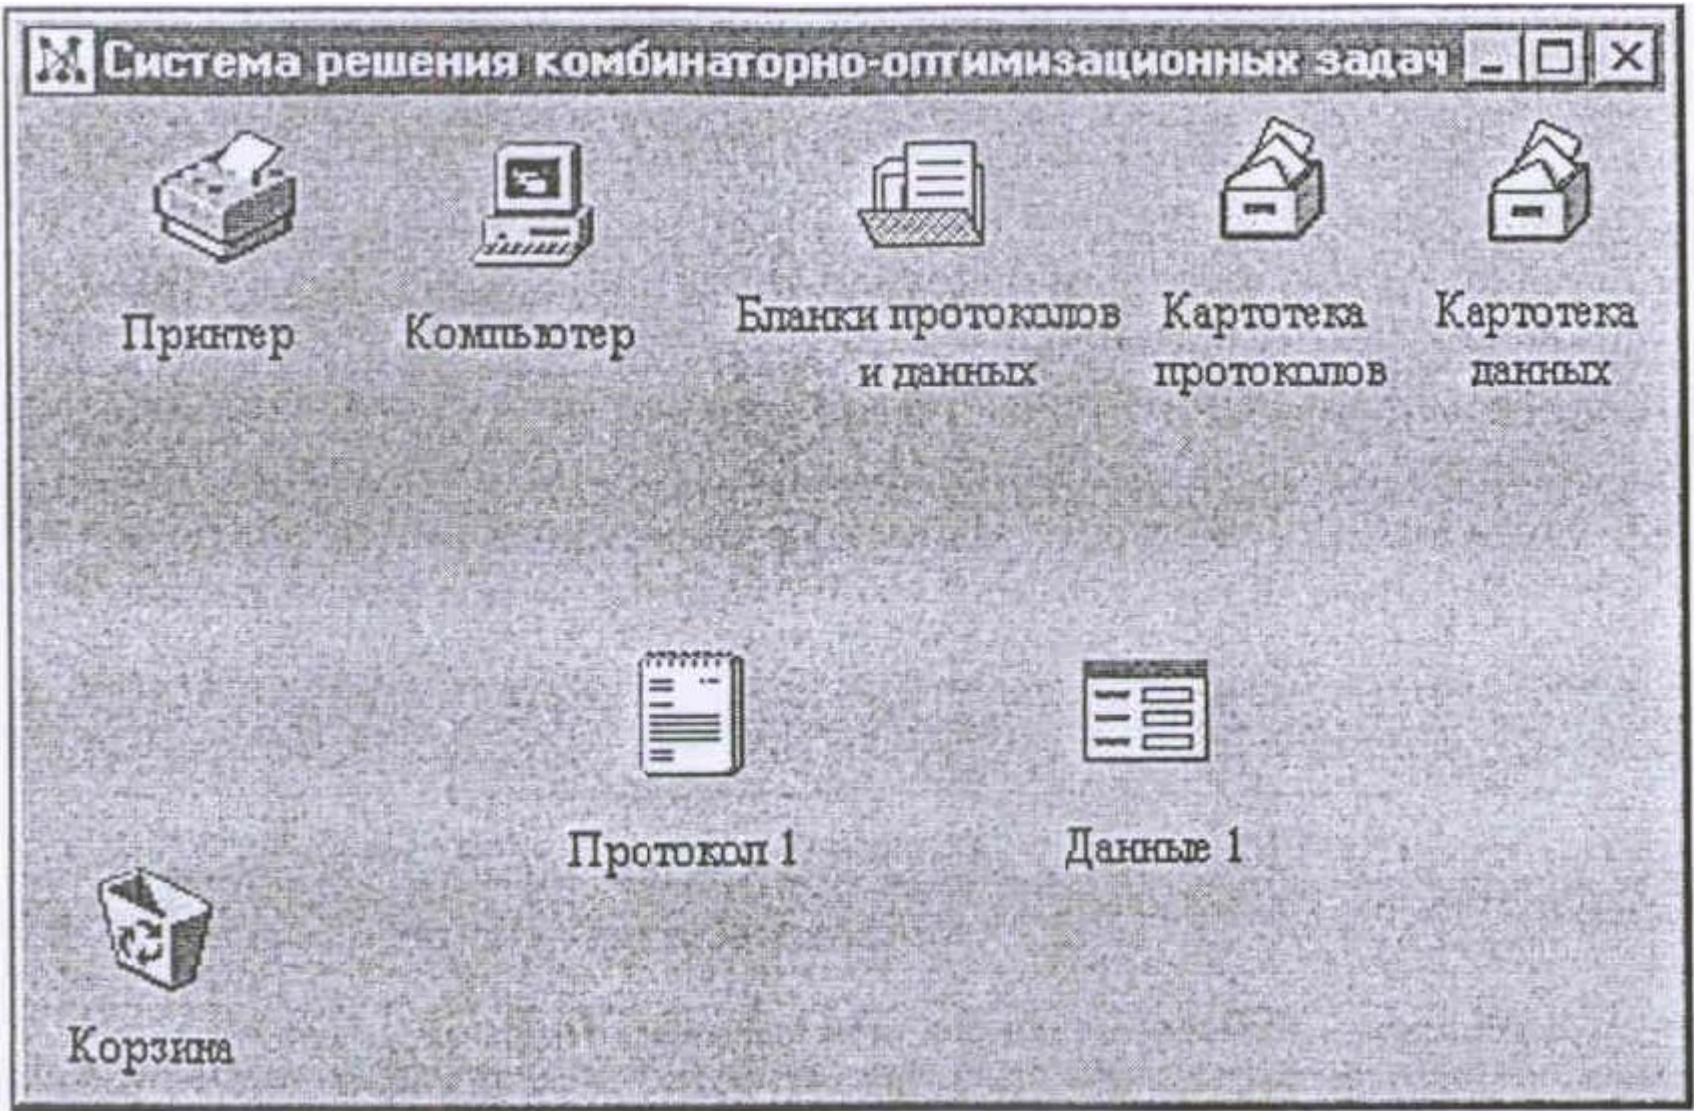 Система решения комбинаторно-оптимизационных задач
Принтер
Компьютер
Бланки протоколов
и данных
Картотека
протоколов
Картотека
данных
Протокол 1
Данные 1
Корзина